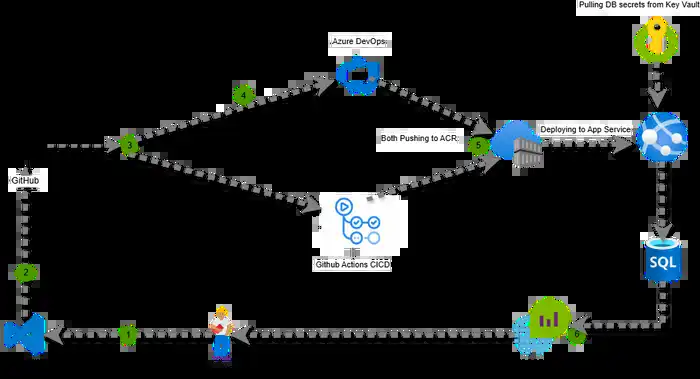 Pulling DB secrets from Key Vault
Azure DevOps
4
Both Pushing to ACR
5
Deploying to App Service
3
GitHub
SQL
Github Actions CICD
2
1
6